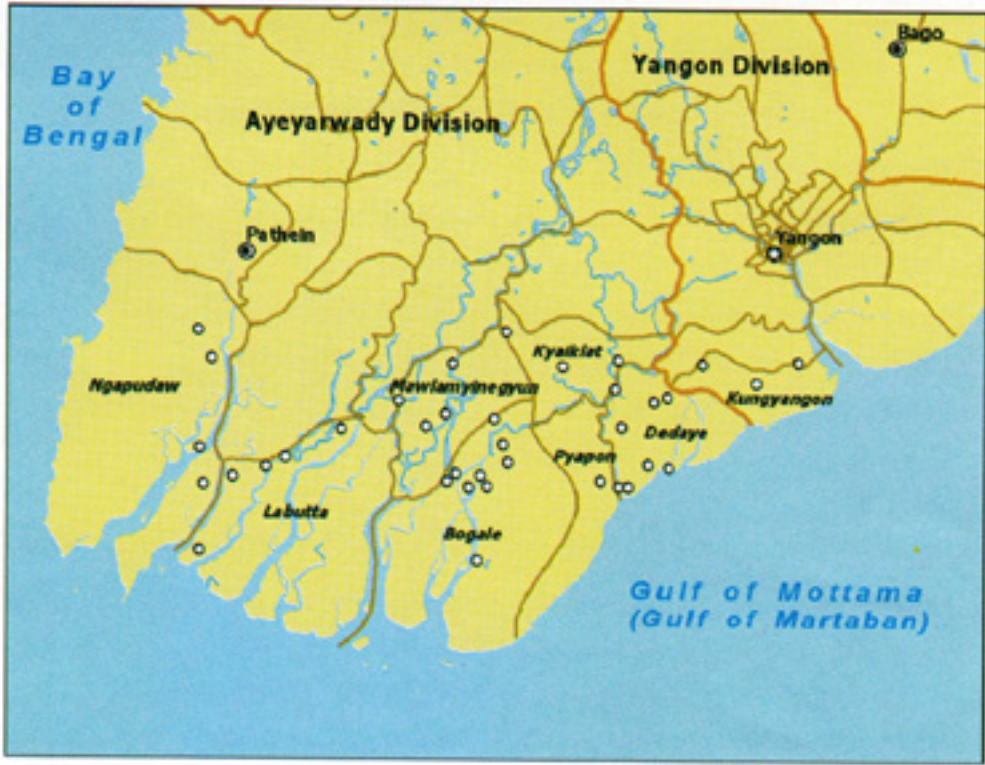 Bago
Bay
of
Bengal
Yangon Division
Ayeyarwady Division
Pathein
Yangon
Kyaiklat
Ngapudaw
Mawlamyinegyun
Kungyangon
Dedaye
Pyapon
Labutta
Bogale
Gulf of Mottama
(Gulf of Martaban)